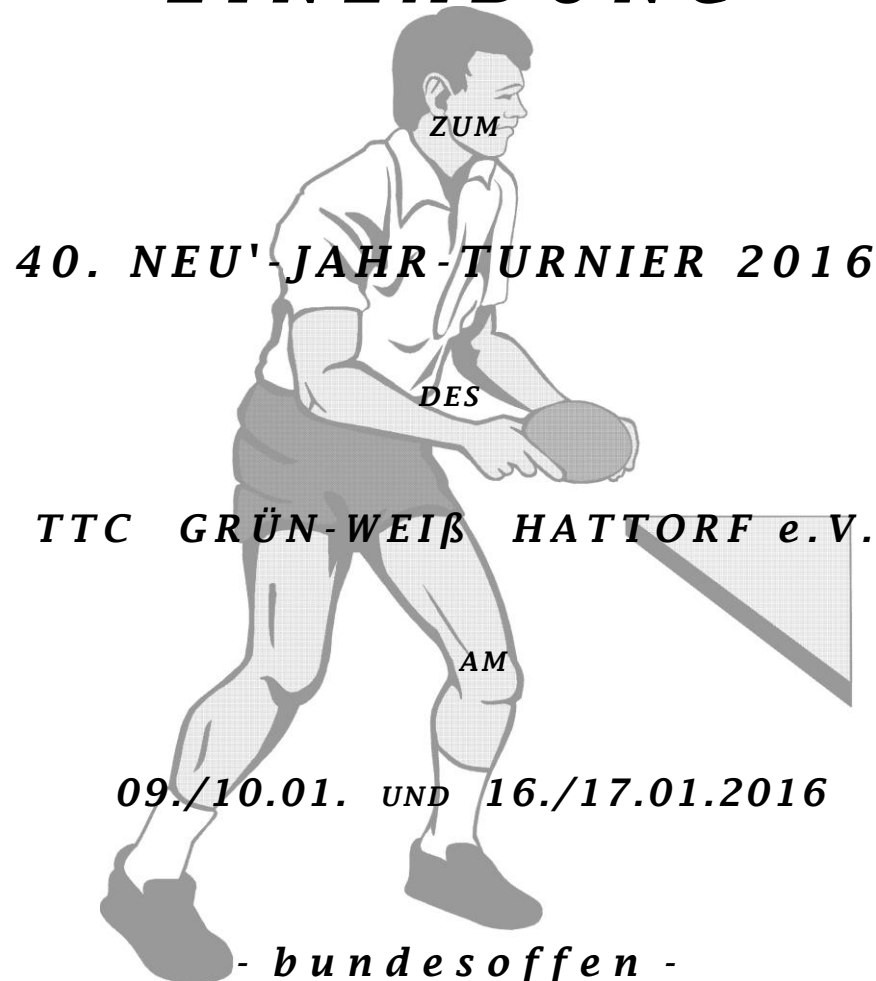 EINLADUNG
ZUM
40. NEU'-JAHR-TURNIER 2016
DES
TTC GRÜN-WEIß HATTORF e.V.
AM
09./10.01. UND 16./17.01.2016
- bundesoffen -